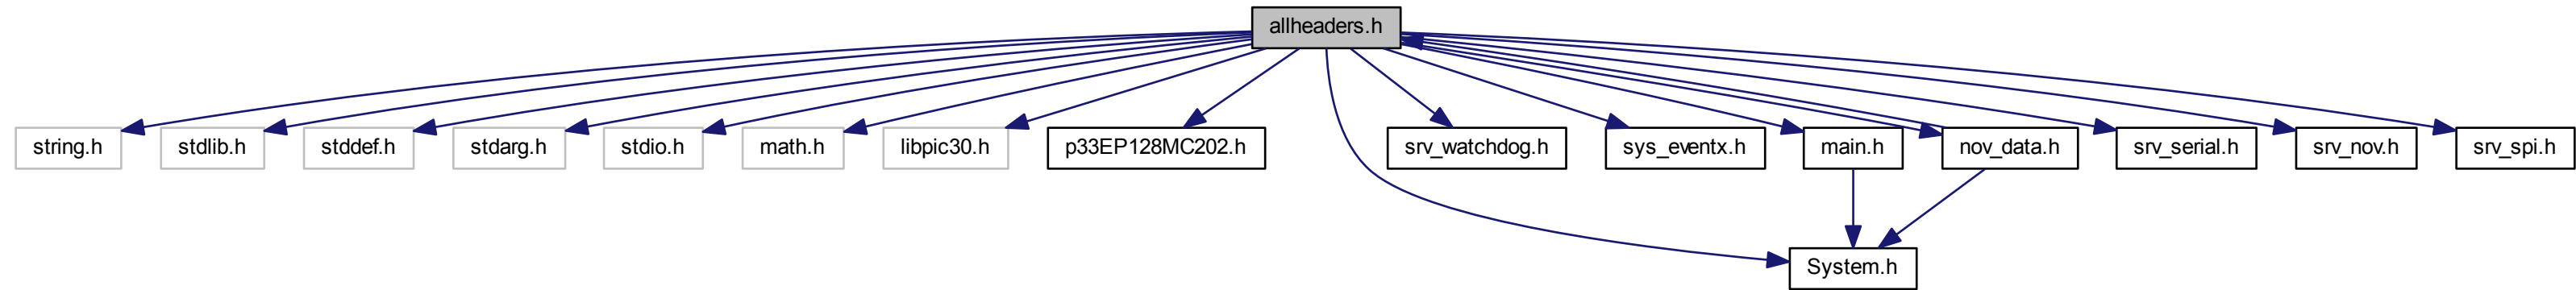 allheaders.h
string.h
stdlib.h
stddef.h
stdarg.h
stdio.h
math.h
libpic30.h
p33EP128MC202.h
srv_watchdog.h
sys_eventx.h
main.h
nov_data.h
srv_serial.h
srv_nov.h
srv_spi.h
System.h